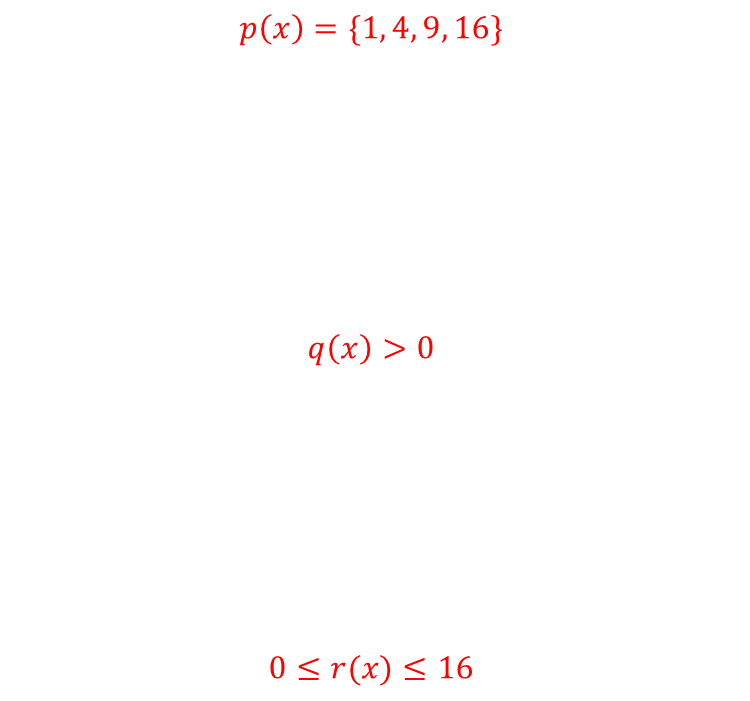 p(x) = {1, 4, 9, 16}
q(x) > 0
0 ≤ r(x) ≤ 16